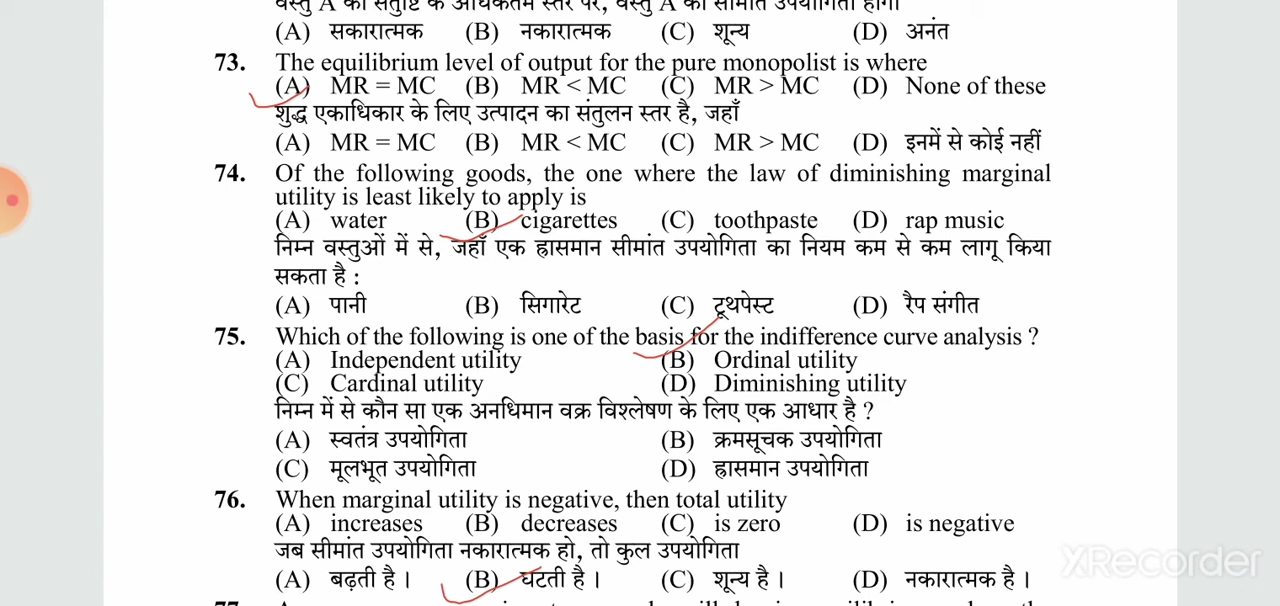 वस्तु A की संतुष्टि के अधिकतम स्तर पर, वस्तु A की सीमांत उपयोगिता होगी
(A) सकारात्मक (B) नकारात्मक (C) शून्य (D) अनंत
73. The equilibrium level of output for the pure monopolist is where
(A) MR = MC (B) MR < MC (C) MR > MC (D) None of these
शुद्ध एकाधिकार के लिए उत्पादन का संतुलन स्तर है, जहाँ
(A) MR = MC (B) MR < MC (C) MR > MC (D) इनमें से कोई नहीं
74. Of the following goods, the one where the law of diminishing marginal
utility is least likely to apply is
(A) water (B) cigarettes (C) toothpaste (D) rap music
निम्न वस्तुओं में से, जहाँ एक ह्रासमान सीमांत उपयोगिता का नियम कम से कम लागू किया
सकता है :
(A) पानी (B) सिगारेट (C) टूथपेस्ट (D) रैप संगीत
75. Which of the following is one of the basis for the indifference curve analysis ?
(A) Independent utility (B) Ordinal utility
(C) Cardinal utility (D) Diminishing utility
निम्न में से कौन सा एक अनधिमान वक्र विश्लेषण के लिए एक आधार है ?
(A) स्वतंत्र उपयोगिता (B) क्रमसूचक उपयोगिता
(C) मूलभूत उपयोगिता (D) ह्रासमान उपयोगिता
76. When marginal utility is negative, then total utility
(A) increases (B) decreases (C) is zero (D) is negative
जब सीमांत उपयोगिता नकारात्मक हो, तो कुल उपयोगिता
(A) बढ़ती है । (B) घटती है । (C) शून्य है । (D) नकारात्मक है ।
XRecorder